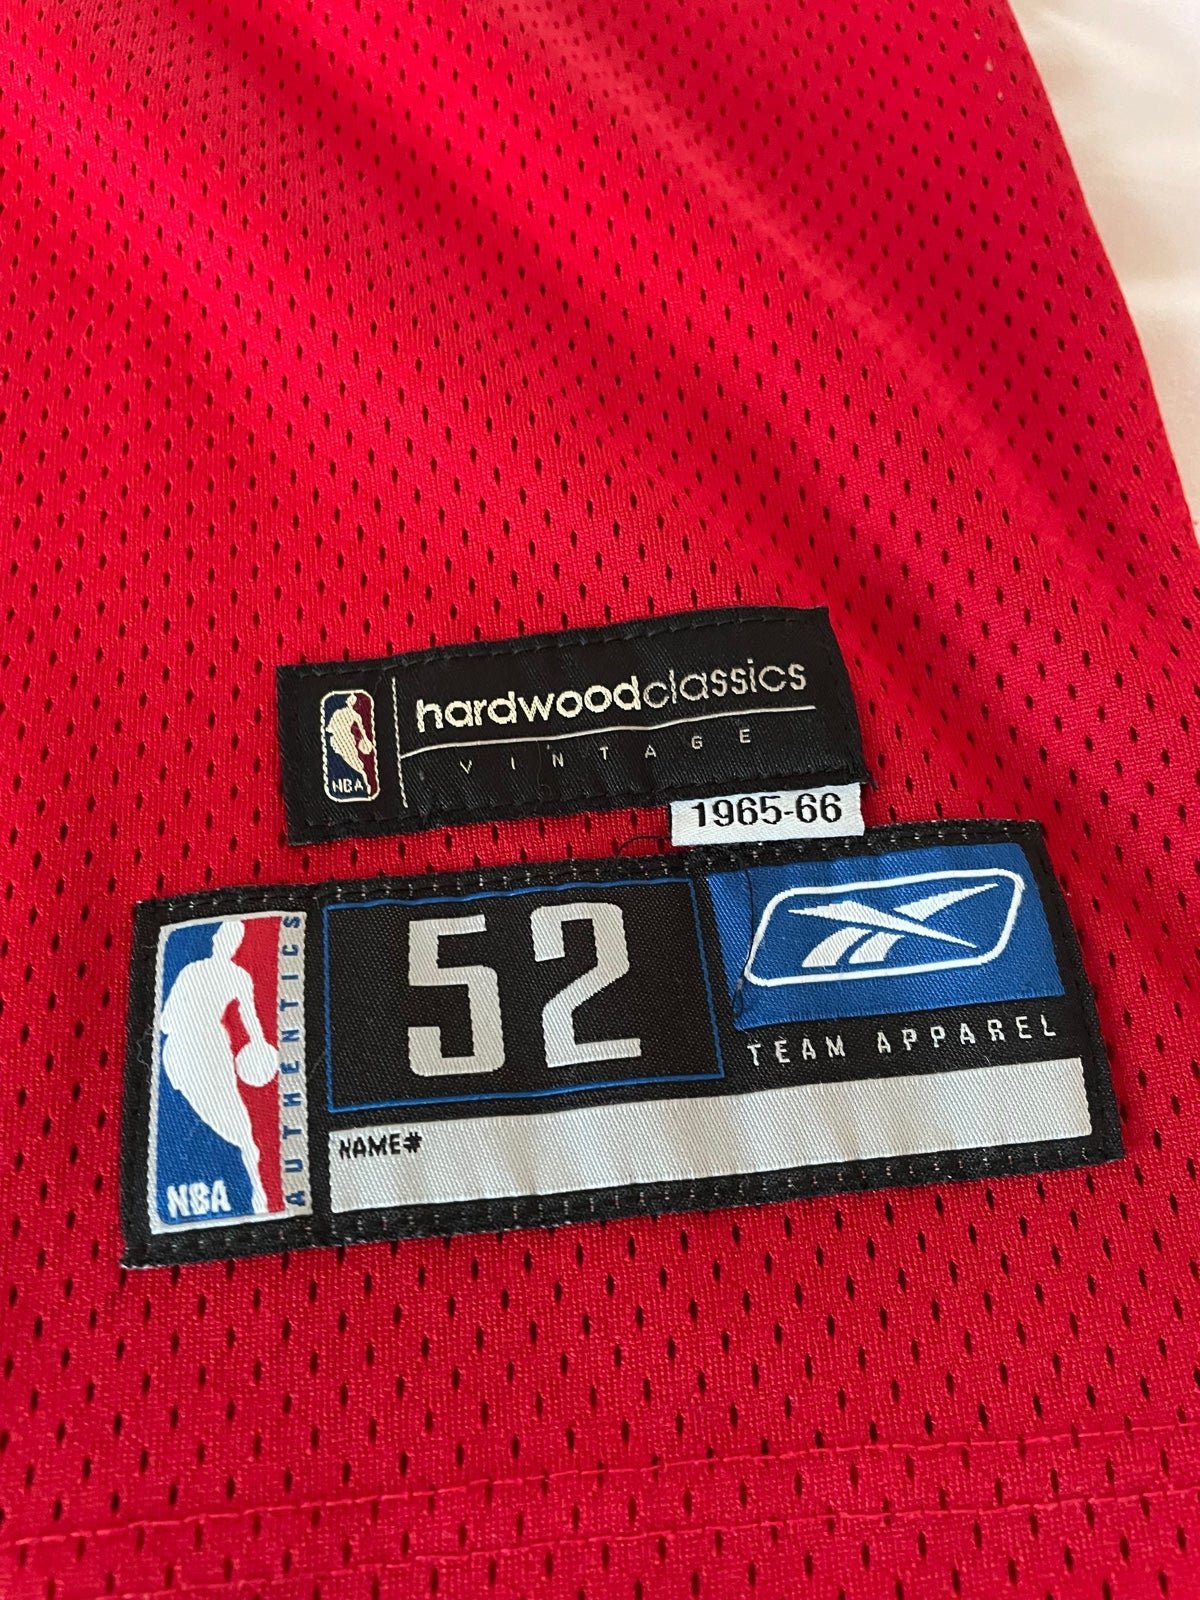 NBA
hardwoodclassics
VINTAGE
1965-66
NBA
AUTHENTICS
52
TEAM APPAREL
NAME#